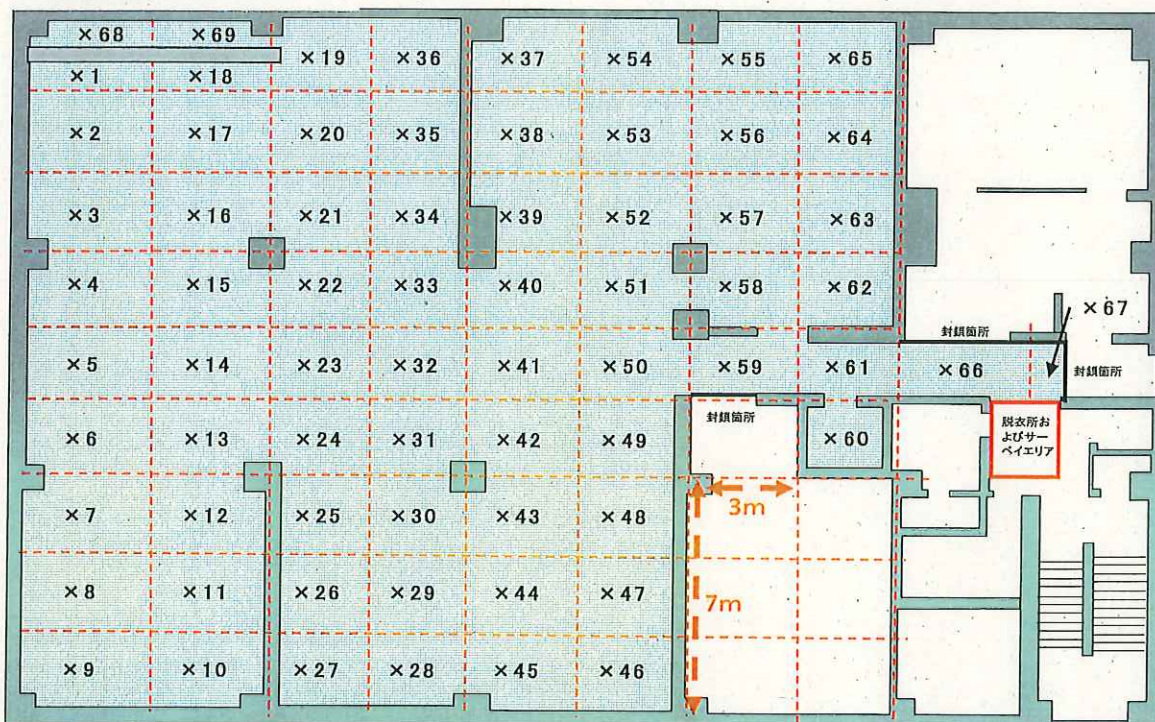 ×68 ×69
×19 ×36 ×37 ×54 ×55 ×65
×1 ×18
×2 ×17 ×20 ×35 ×38 ×53 ×56 ×64
×3 ×16 ×21 ×34 ×39 ×52 ×57 ×63
×4 ×15 ×22 ×33 ×40 ×51 ×58 ×62
×67
封鎖箇所
×5 ×14 ×23 ×32 ×41 ×50 ×59 ×61 ×66 封鎖箇所
封鎖箇所
×6 ×13 ×24 ×31 ×42 ×49 ×60
脱衣所お
よびサー
ベイエリア
3m
×7 ×12 ×25 ×30 ×43 ×48
×8 ×11 ×26 ×29 ×44 ×47
7m
×9 ×10 ×27 ×28 ×45 ×46